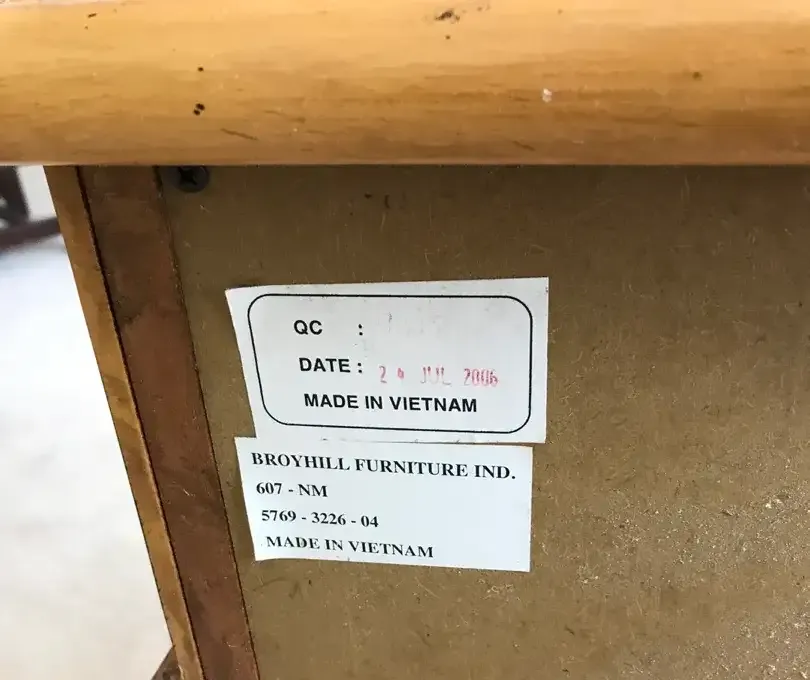 QC :
DATE : 24 JUL 2006
MADE IN VIETNAM
BROYHILL FURNITURE IND.
607 - NM
5769 - 3226 - 04
MADE IN VIETNAM